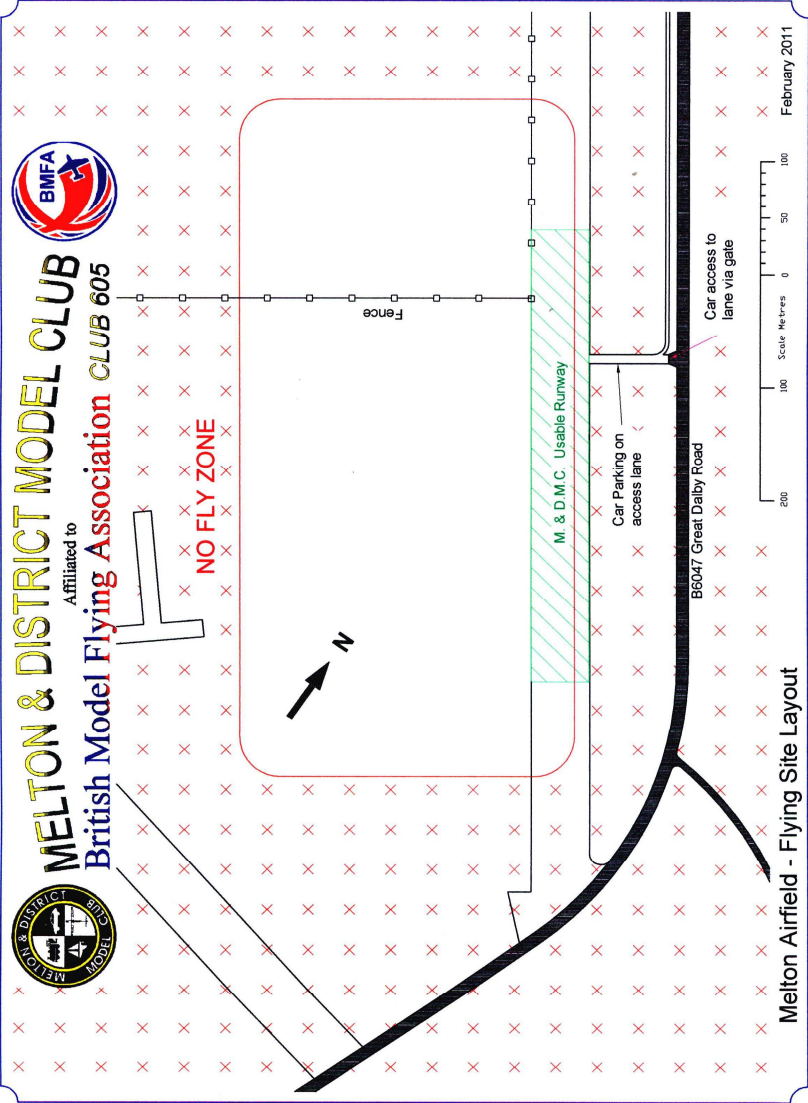 MELTON & DISTRICT MODEL CLUB
Affiliated to
British Model Flying Association CLUB 605
MELTON & DISTRICT
MODEL CLUB
BMFA
NO FLY ZONE
N
Fence
M. & D.M.C. Usable Runway
Car Parking on
access lane
B6047 Great Dalby Road
Car access to
lane via gate
200
100
0
50
100
Scale Metres
Melton Airfield - Flying Site Layout
February 2011